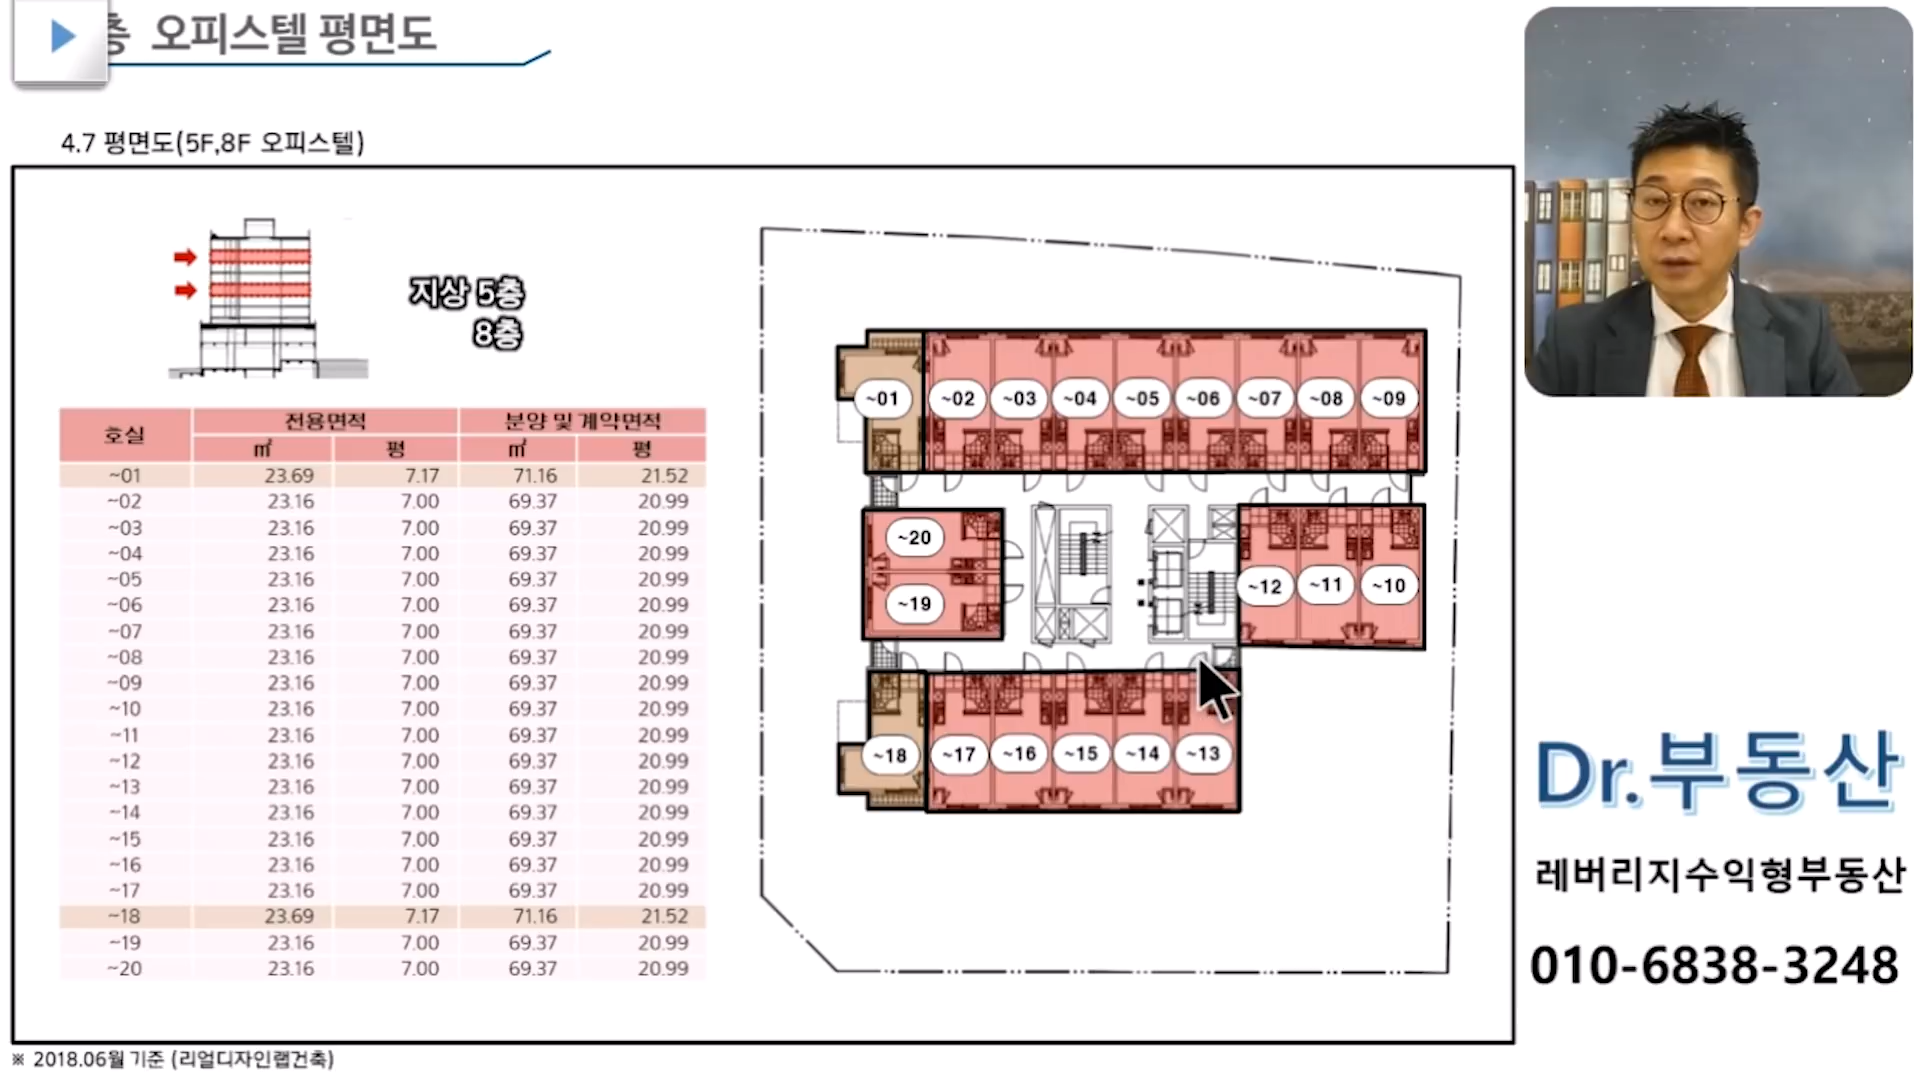 층 오피스텔 평면도
4.7 평면도(5F,8F 오피스텔)
지상 5층
8층
호실 전용면적 분양 및 계약면적
㎡ 평 ㎡ 평
~01 23.69 7.17 71.16 21.52
~02 23.16 7.00 69.37 20.99
~03 23.16 7.00 69.37 20.99
~04 23.16 7.00 69.37 20.99
~05 23.16 7.00 69.37 20.99
~06 23.16 7.00 69.37 20.99
~07 23.16 7.00 69.37 20.99
~08 23.16 7.00 69.37 20.99
~09 23.16 7.00 69.37 20.99
~10 23.16 7.00 69.37 20.99
~11 23.16 7.00 69.37 20.99
~12 23.16 7.00 69.37 20.99
~13 23.16 7.00 69.37 20.99
~14 23.16 7.00 69.37 20.99
~15 23.16 7.00 69.37 20.99
~16 23.16 7.00 69.37 20.99
~17 23.16 7.00 69.37 20.99
~18 23.69 7.17 71.16 21.52
~19 23.16 7.00 69.37 20.99
~20 23.16 7.00 69.37 20.99
~01 ~02 ~03 ~04 ~05 ~06 ~07 ~08 ~09
~20
~19
~12 ~11 ~10
~18 ~17 ~16 ~15 ~14 ~13
Dr.부동산
레버리지수익형부동산
010-6838-3248
※ 2018.06월 기준 (리얼디자인랩건축)